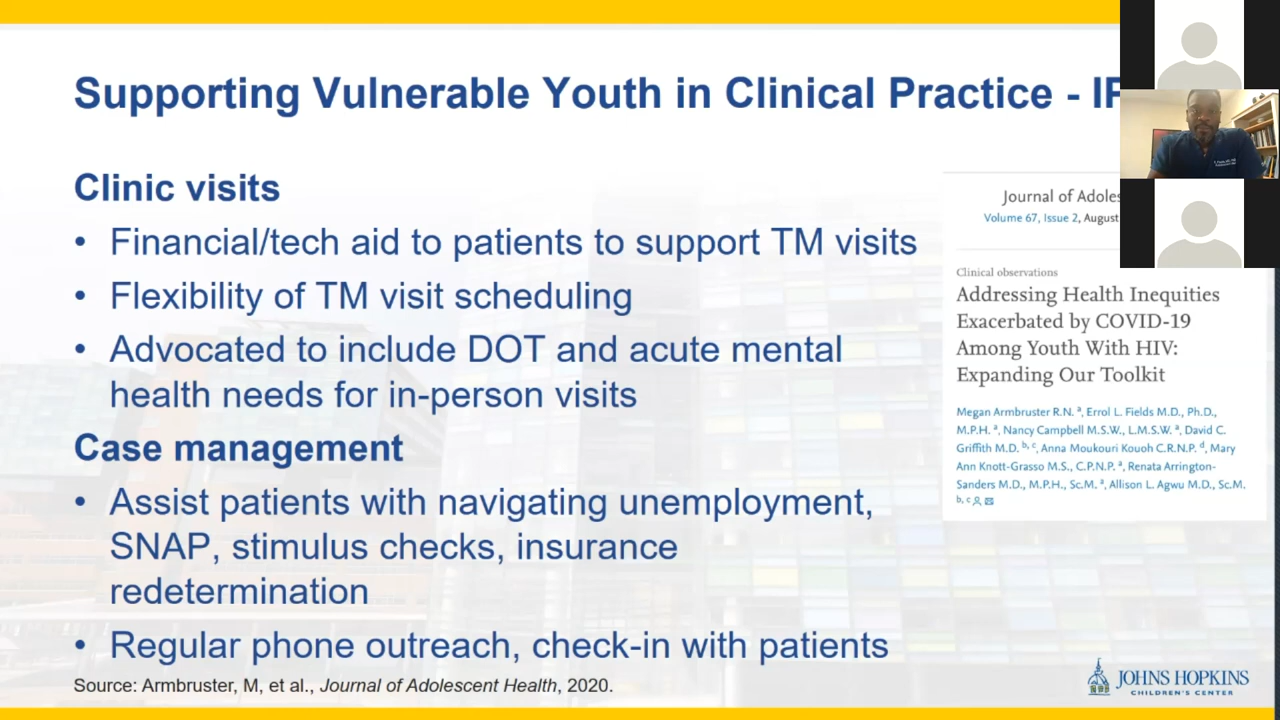 Supporting Vulnerable Youth in Clinical Practice -
Clinic visits
• Financial/tech aid to patients to support TM visits
• Flexibility of TM visit scheduling
• Advocated to include DOT and acute mental
health needs for in-person visits
Case management
• Assist patients with navigating unemployment,
SNAP, stimulus checks, insurance
redetermination
• Regular phone outreach, check-in with patients
Source: Armbruster, M, et al., Journal of Adolescent Health, 2020.
Journal of Adoles
Volume 67, Issue 2, August
Clinical observations
Addressing Health Inequities
Exacerbated by COVID-19
Among Youth With HIV:
Expanding Our Toolkit
Megan Armbruster R.N. a, Errol L. Fields M.D., Ph.D.,
M.P.H. a, Nancy Campbell M.S.W., L.M.S.W. a, David C.
Griffith M.D. b, c, Anna Moukouri Kouoh C.R.N.P. d, Mary
Ann Knott-Grasso M.S., C.P.N.P. a, Renata Arrington-
Sanders M.D., M.P.H., Sc.M. a, Allison L. Agwu M.D., Sc.M.
b, c
JOHNS HOPKINS
CHILDREN'S CENTER